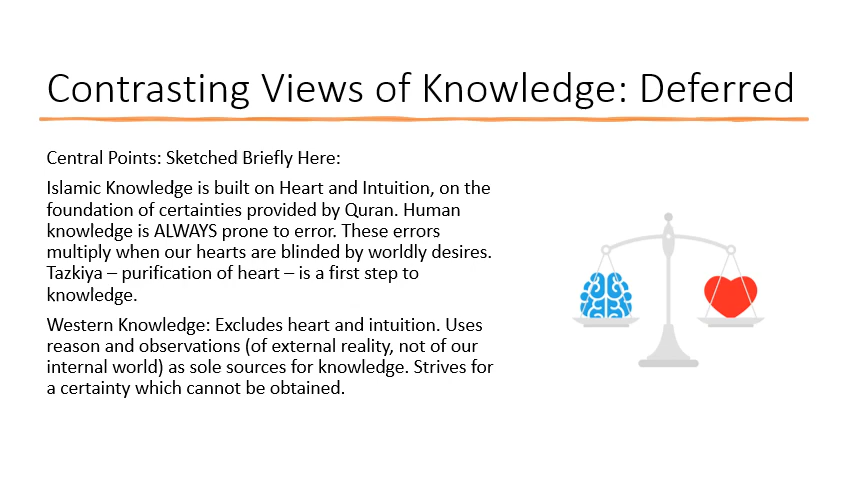 Contrasting Views of Knowledge: Deferred
Central Points: Sketched Briefly Here:
Islamic Knowledge is built on Heart and Intuition, on the
foundation of certainties provided by Quran. Human
knowledge is ALWAYS prone to error. These errors
multiply when our hearts are blinded by worldly desires.
Tazkiya – purification of heart – is a first step to
knowledge.
Western Knowledge: Excludes heart and intuition. Uses
reason and observations (of external reality, not of our
internal world) as sole sources for knowledge. Strives for
a certainty which cannot be obtained.